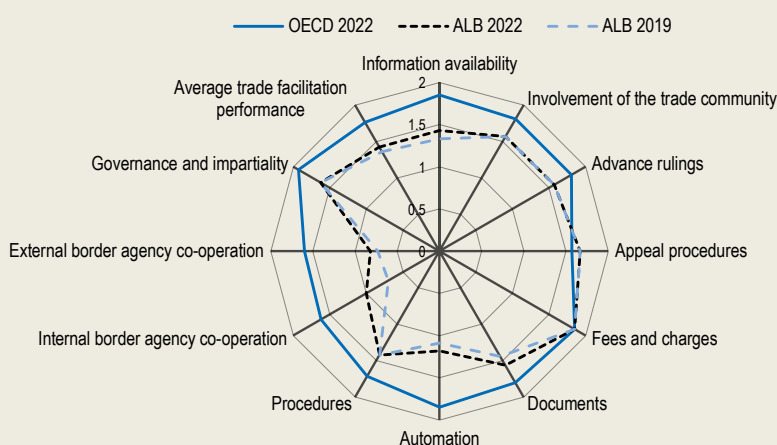 OECD 2022
ALB 2022
ALB 2019
Information availability
Involvement of the trade community
Advance rulings
Appeal procedures
Fees and charges
Documents
Automation
Procedures
Internal border agency co-operation
External border agency co-operation
Governance and impartiality
Average trade facilitation
performance
2
1.5
1
0.5
0